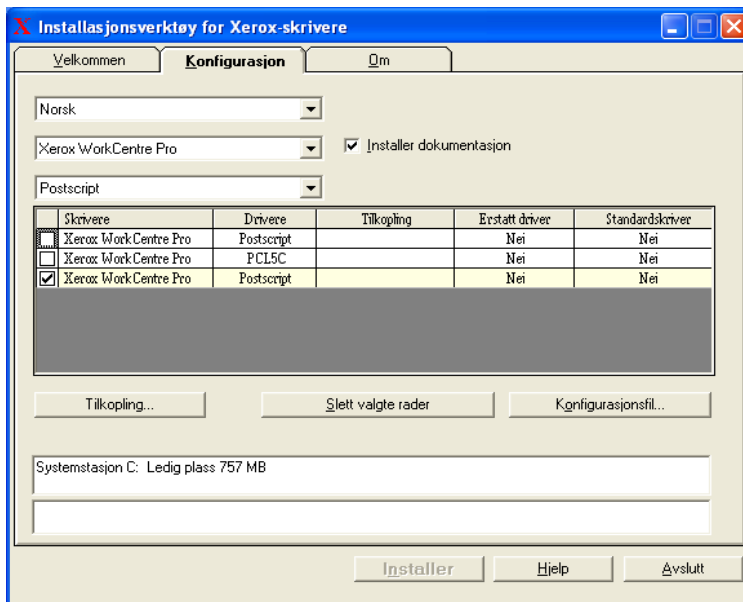 X Installasjonsverktøy for Xerox-skrivere
Velkommen Konfigurasjon Om
Norsk
Xerox WorkCentre Pro Installer dokumentasjon
Postscript
Skrivere Drivere Tilkopling Erstatt driver Standardskriver
Xerox WorkCentre Pro Postscript Nei Nei
Xerox WorkCentre Pro PCL5C Nei Nei
Xerox WorkCentre Pro Postscript Nei Nei
Tilkopling... Slett valgte rader Konfigurasjonsfil...
Systemstasjon C: Ledig plass 757 MB
Installer Hjelp Avslutt